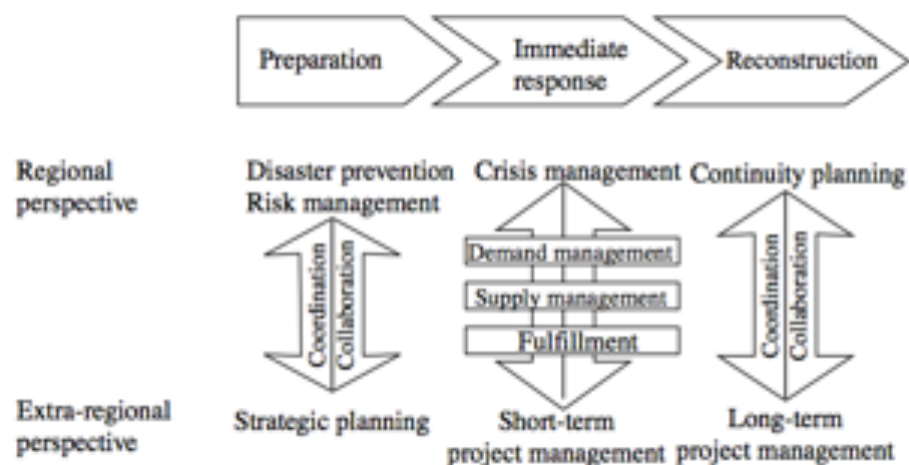 Preparation
Immediate
response
Reconstruction
Regional
perspective
Disaster prevention
Risk management
Crisis management
Continuity planning
Coordination
Collaboration
Demand management
Supply management
Fulfillment
Coordination
Collaboration
Extra-regional
perspective
Strategic planning
Short-term
project management
Long-term
project management